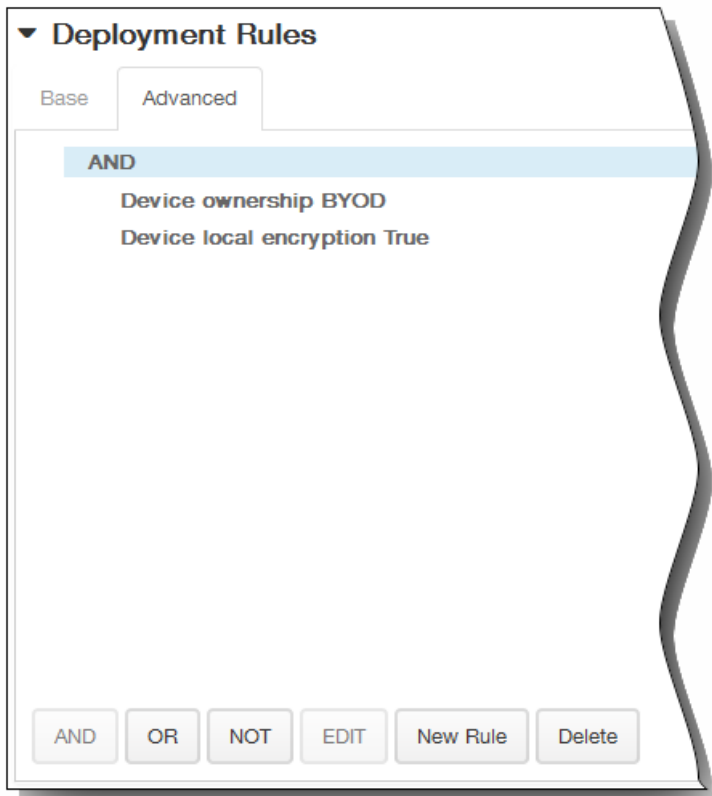 Deployment Rules
Base Advanced
AND
Device ownership BYOD
Device local encryption True
AND OR NOT EDIT New Rule Delete